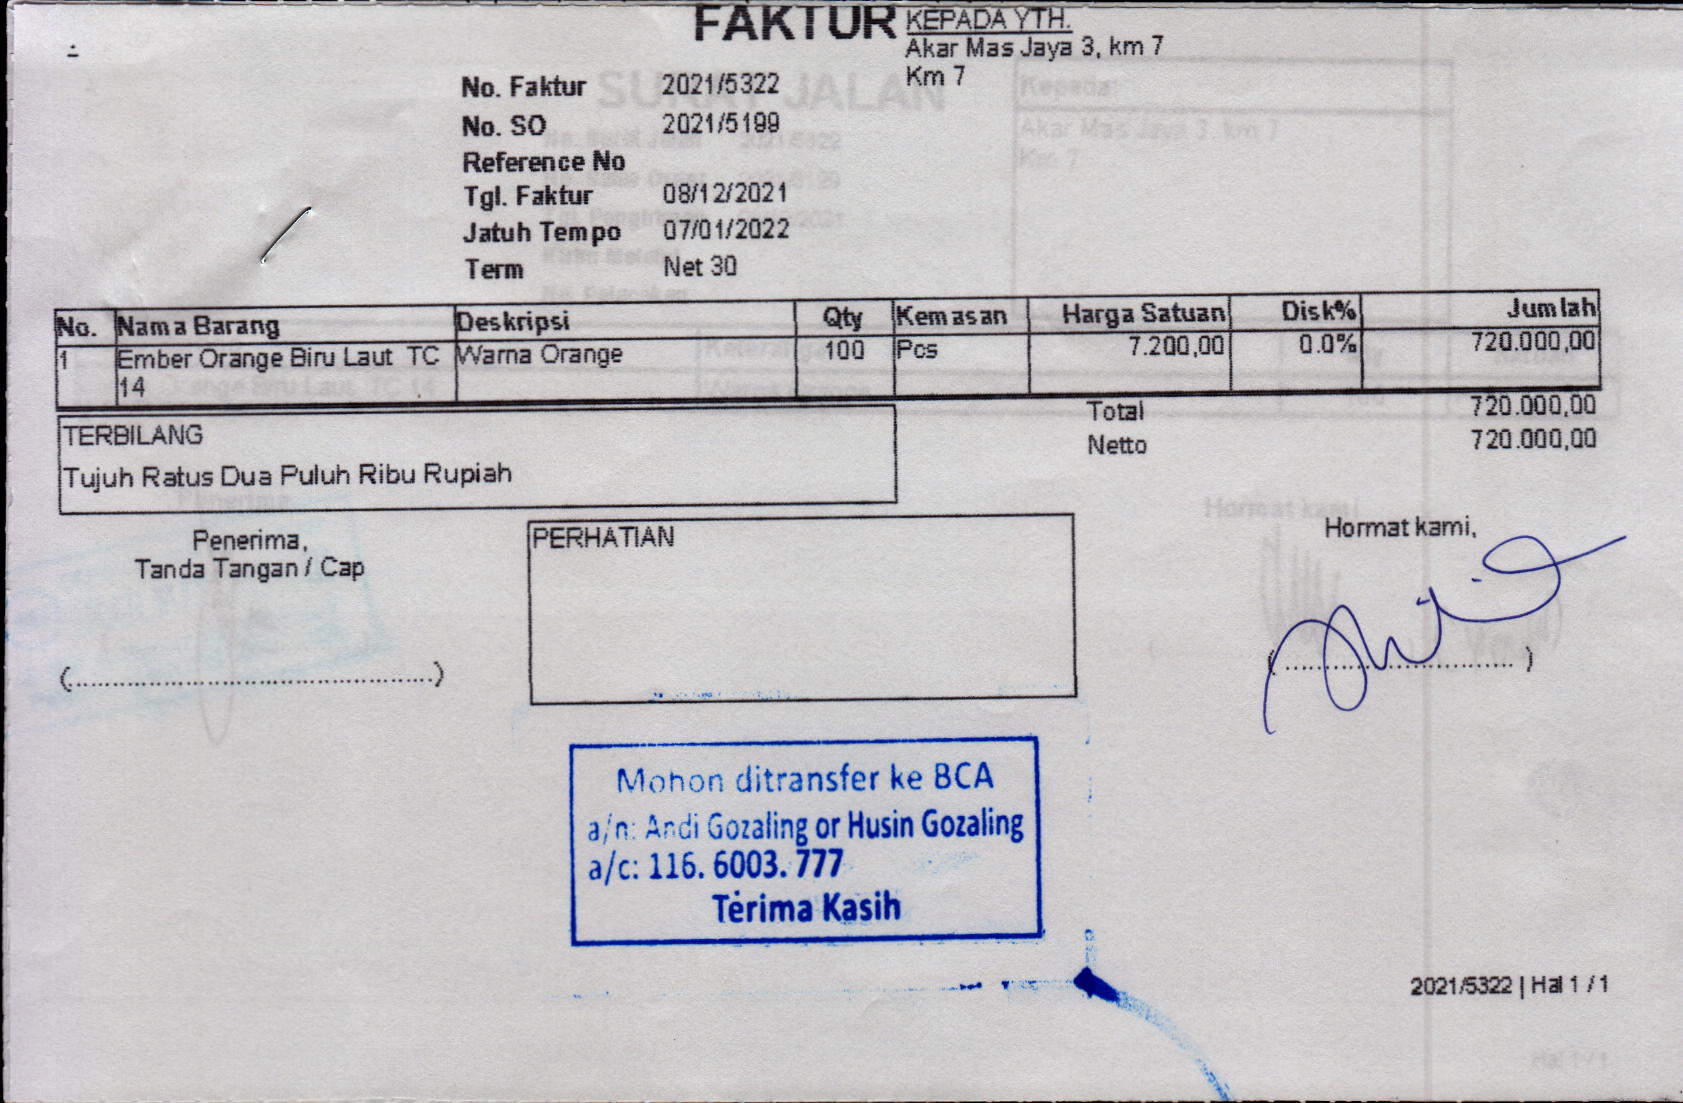 FAKTUR
KEPADA YTH.
Akar Mas Jaya 3, km 7
Km 7
No. Faktur 2021/5322
No. SO 2021/5199
Reference No
Tgl. Faktur 08/12/2021
Jatuh Tempo 07/01/2022
Term Net 30
No. Nama Barang Deskripsi Qty Kemasan Harga Satuan Disk% Jumlah
1 Ember Orange Biru Laut TC Warna Orange 100 Pcs 7.200,00 0.0% 720.000,00
14
Total 720.000,00
Netto 720.000,00
TERBILANG
Tujuh Ratus Dua Puluh Ribu Rupiah
Penerima,
Tanda Tangan / Cap
(................................................)
PERHATIAN
Hormat kami,
(................................)
Mohon ditransfer ke BCA
a/n: Andi Gozaling or Husin Gozaling
a/c: 116. 6003. 777
Terima Kasih
2021/5322 | Hal 1 / 1